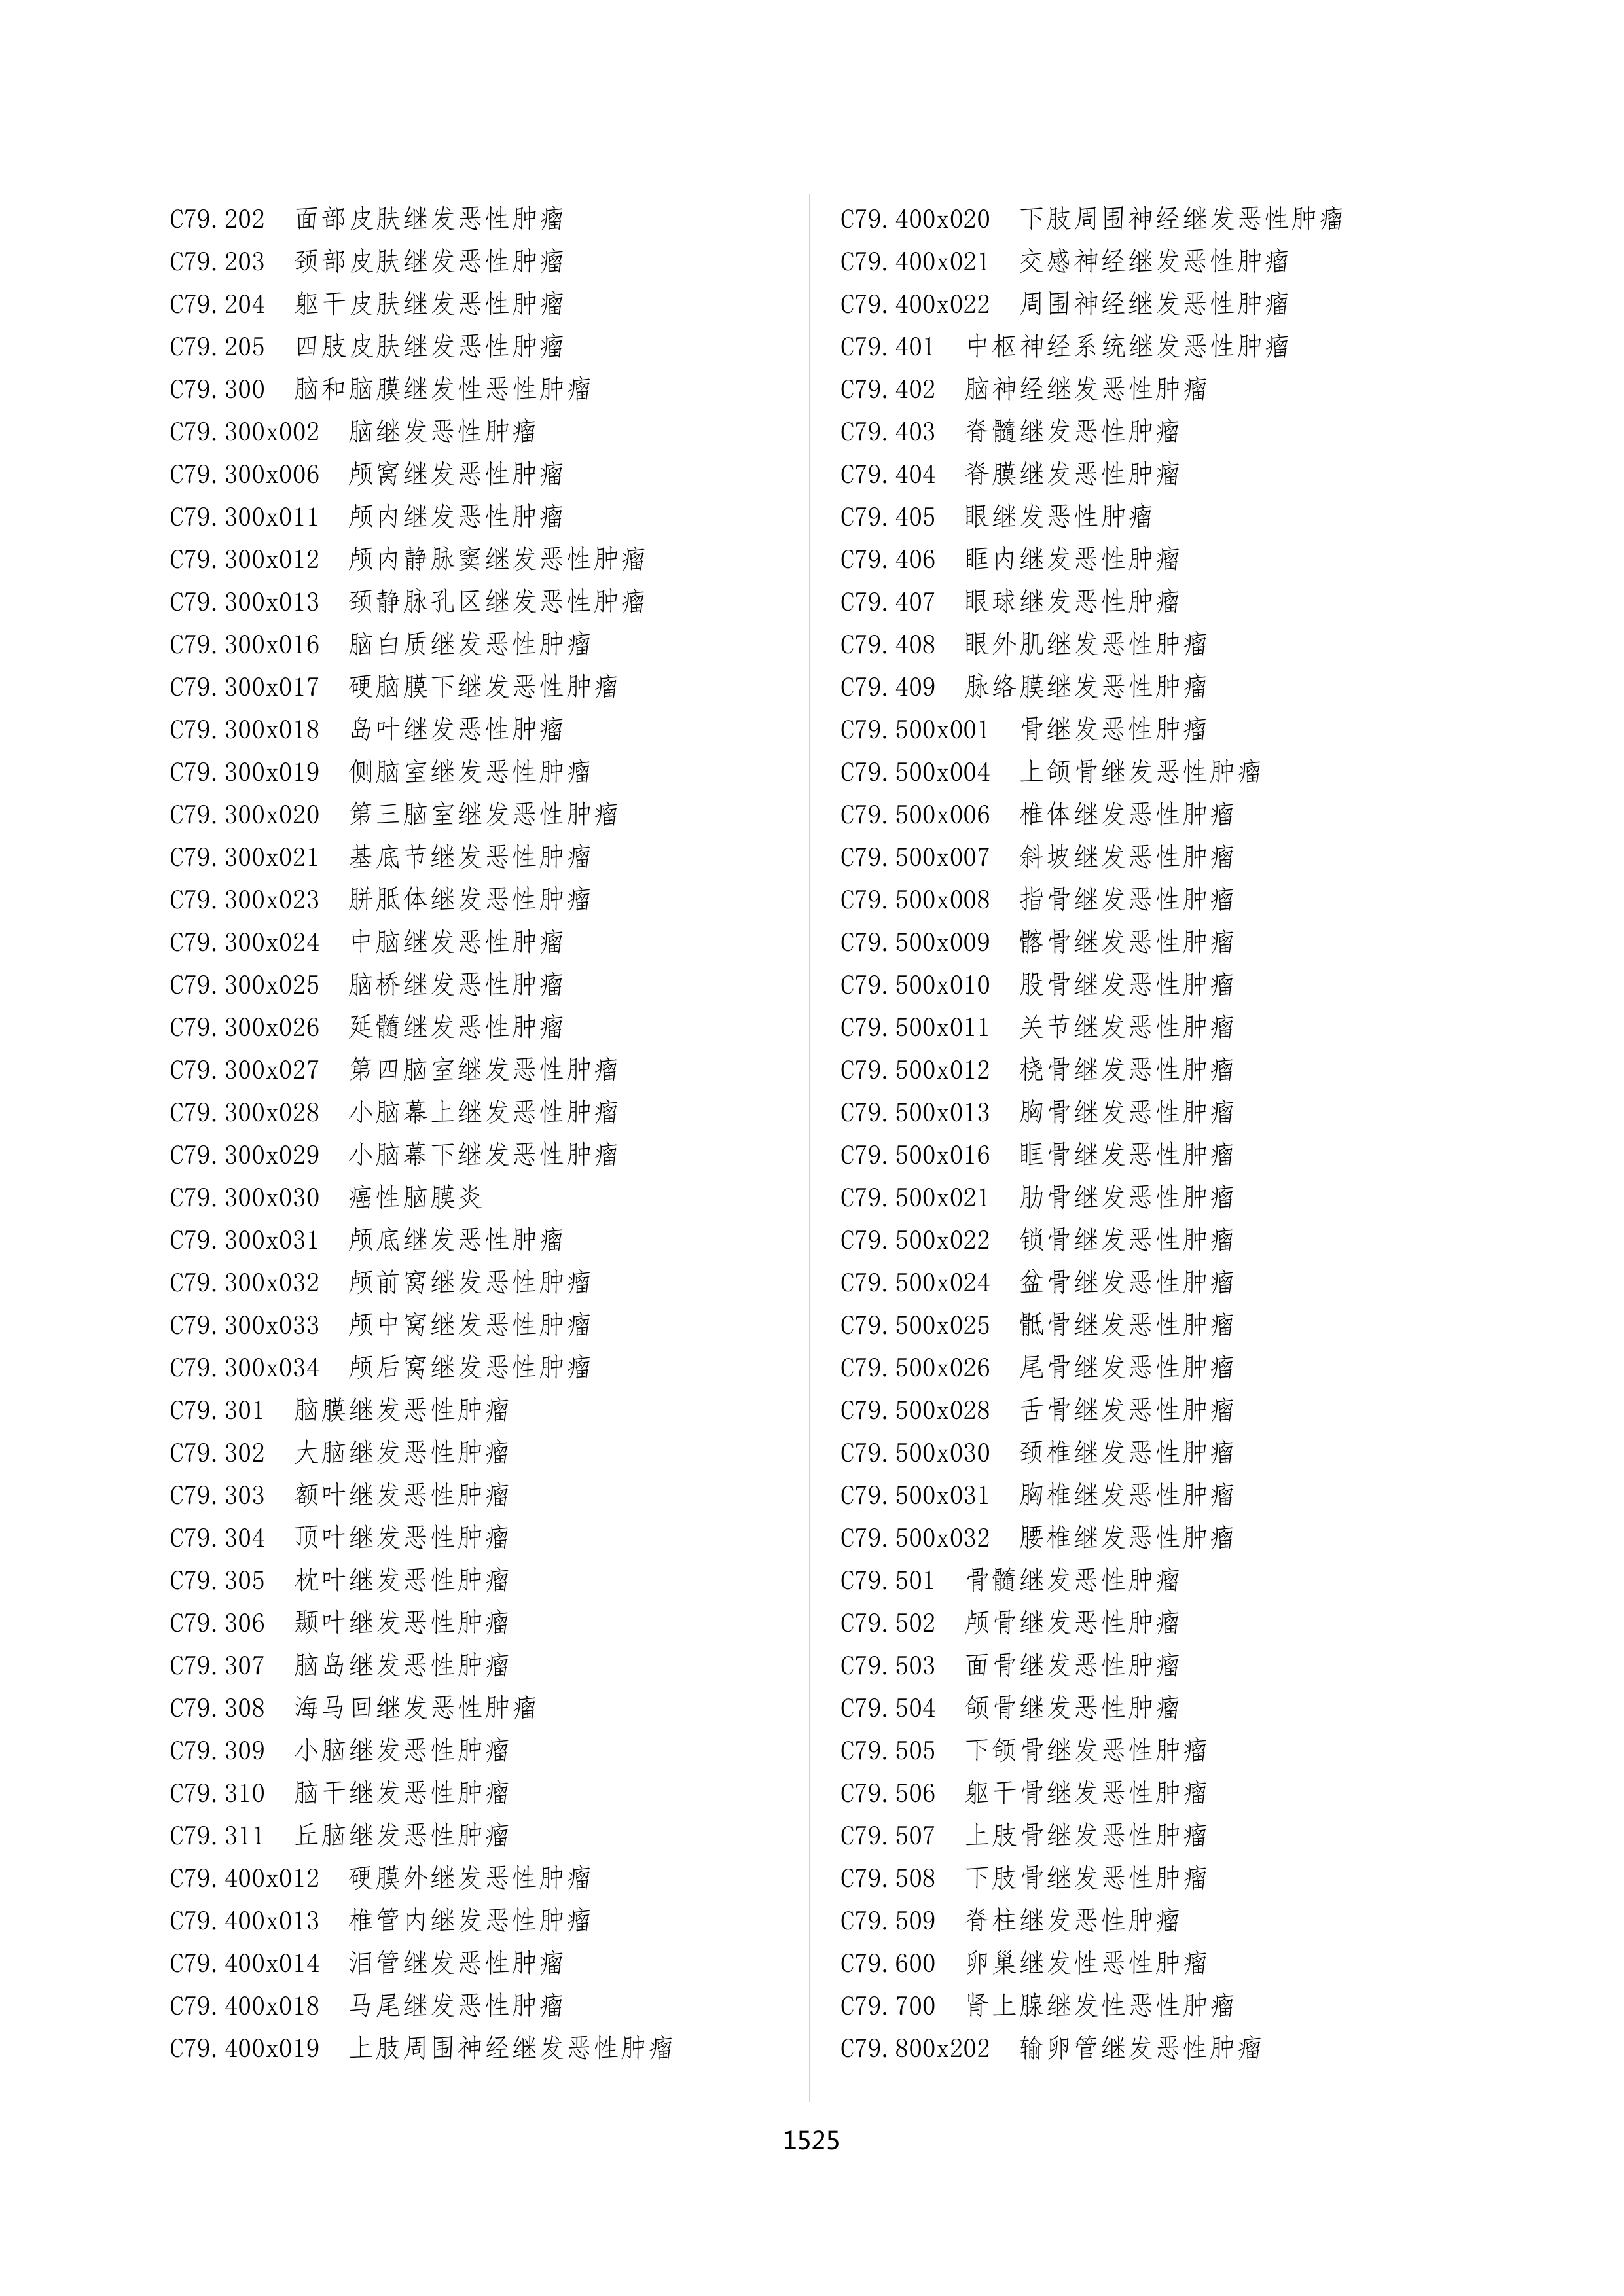 C79.202 面部皮肤继发恶性肿瘤
C79.203 颈部皮肤继发恶性肿瘤
C79.204 躯干皮肤继发恶性肿瘤
C79.205 四肢皮肤继发恶性肿瘤
C79.300 脑和脑膜继发性恶性肿瘤
C79.300x002 脑继发恶性肿瘤
C79.300x006 颅窝继发恶性肿瘤
C79.300x011 颅内继发恶性肿瘤
C79.300x012 颅内静脉窦继发恶性肿瘤
C79.300x013 颈静脉孔区继发恶性肿瘤
C79.300x016 脑白质继发恶性肿瘤
C79.300x017 硬脑膜下继发恶性肿瘤
C79.300x018 岛叶继发恶性肿瘤
C79.300x019 侧脑室继发恶性肿瘤
C79.300x020 第三脑室继发恶性肿瘤
C79.300x021 基底节继发恶性肿瘤
C79.300x023 胼胝体继发恶性肿瘤
C79.300x024 中脑继发恶性肿瘤
C79.300x025 脑桥继发恶性肿瘤
C79.300x026 延髓继发恶性肿瘤
C79.300x027 第四脑室继发恶性肿瘤
C79.300x028 小脑幕上继发恶性肿瘤
C79.300x029 小脑幕下继发恶性肿瘤
C79.300x030 癌性脑膜炎
C79.300x031 颅底继发恶性肿瘤
C79.300x032 颅前窝继发恶性肿瘤
C79.300x033 颅中窝继发恶性肿瘤
C79.300x034 颅后窝继发恶性肿瘤
C79.301 脑膜继发恶性肿瘤
C79.302 大脑继发恶性肿瘤
C79.303 额叶继发恶性肿瘤
C79.304 顶叶继发恶性肿瘤
C79.305 枕叶继发恶性肿瘤
C79.306 颞叶继发恶性肿瘤
C79.307 脑岛继发恶性肿瘤
C79.308 海马回继发恶性肿瘤
C79.309 小脑继发恶性肿瘤
C79.310 脑干继发恶性肿瘤
C79.311 丘脑继发恶性肿瘤
C79.400x012 硬膜外继发恶性肿瘤
C79.400x013 椎管内继发恶性肿瘤
C79.400x014 泪管继发恶性肿瘤
C79.400x018 马尾继发恶性肿瘤
C79.400x019 上肢周围神经继发恶性肿瘤
C79.400x020 下肢周围神经继发恶性肿瘤
C79.400x021 交感神经继发恶性肿瘤
C79.400x022 周围神经继发恶性肿瘤
C79.401 中枢神经系统继发恶性肿瘤
C79.402 脑神经继发恶性肿瘤
C79.403 脊髓继发恶性肿瘤
C79.404 脊膜继发恶性肿瘤
C79.405 眼继发恶性肿瘤
C79.406 眶内继发恶性肿瘤
C79.407 眼球继发恶性肿瘤
C79.408 眼外肌继发恶性肿瘤
C79.409 脉络膜继发恶性肿瘤
C79.500x001 骨继发恶性肿瘤
C79.500x004 上颌骨继发恶性肿瘤
C79.500x006 椎体继发恶性肿瘤
C79.500x007 斜坡继发恶性肿瘤
C79.500x008 指骨继发恶性肿瘤
C79.500x009 髂骨继发恶性肿瘤
C79.500x010 股骨继发恶性肿瘤
C79.500x011 关节继发恶性肿瘤
C79.500x012 桡骨继发恶性肿瘤
C79.500x013 胸骨继发恶性肿瘤
C79.500x016 眶骨继发恶性肿瘤
C79.500x021 肋骨继发恶性肿瘤
C79.500x022 锁骨继发恶性肿瘤
C79.500x024 盆骨继发恶性肿瘤
C79.500x025 骶骨继发恶性肿瘤
C79.500x026 尾骨继发恶性肿瘤
C79.500x028 舌骨继发恶性肿瘤
C79.500x030 颈椎继发恶性肿瘤
C79.500x031 胸椎继发恶性肿瘤
C79.500x032 腰椎继发恶性肿瘤
C79.501 骨髓继发恶性肿瘤
C79.502 颅骨继发恶性肿瘤
C79.503 面骨继发恶性肿瘤
C79.504 颌骨继发恶性肿瘤
C79.505 下颌骨继发恶性肿瘤
C79.506 躯干骨继发恶性肿瘤
C79.507 上肢骨继发恶性肿瘤
C79.508 下肢骨继发恶性肿瘤
C79.509 脊柱继发恶性肿瘤
C79.600 卵巢继发性恶性肿瘤
C79.700 肾上腺继发性恶性肿瘤
C79.800x202 输卵管继发恶性肿瘤
1525